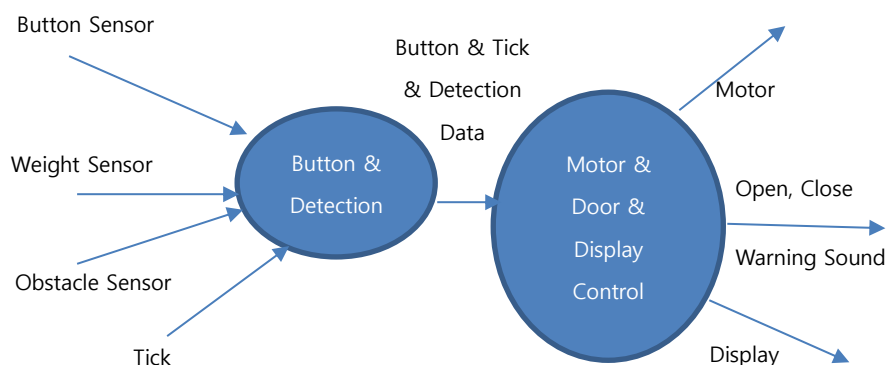 Button Sensor
Weight Sensor
Obstacle Sensor
Tick
Button &
Detection
Button & Tick
& Detection
Data
Motor &
Door &
Display
Control
Motor
Open, Close
Warning Sound
Display